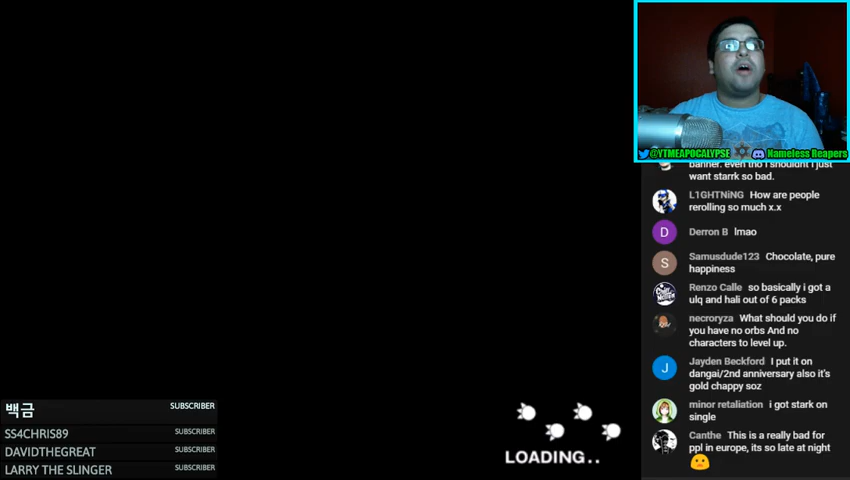 @YTMEAPOCALYPSE Nameless Reapers
banner. even tho i shouldnt i just
want starrk so bad.
L1GHTNiNG How are people
rerolling so much x.x
D Derron B lmao
S Samusdude123 Chocolate, pure
happiness
Renzo Calle so basically i got a
ulq and hali out of 6 packs
necroryza What should you do if
you have no orbs And no
characters to level up.
J Jayden Beckford I put it on
dangai/2nd anniversary also it's
gold chappy soz
minor retaliation i got stark on
single
Canthe This is a really bad for
ppl in europe, its so late at night
백금 SUBSCRIBER
SS4CHRIS89 SUBSCRIBER
DAVIDTHEGREAT SUBSCRIBER
LARRY THE SLINGER SUBSCRIBER
LOADING..